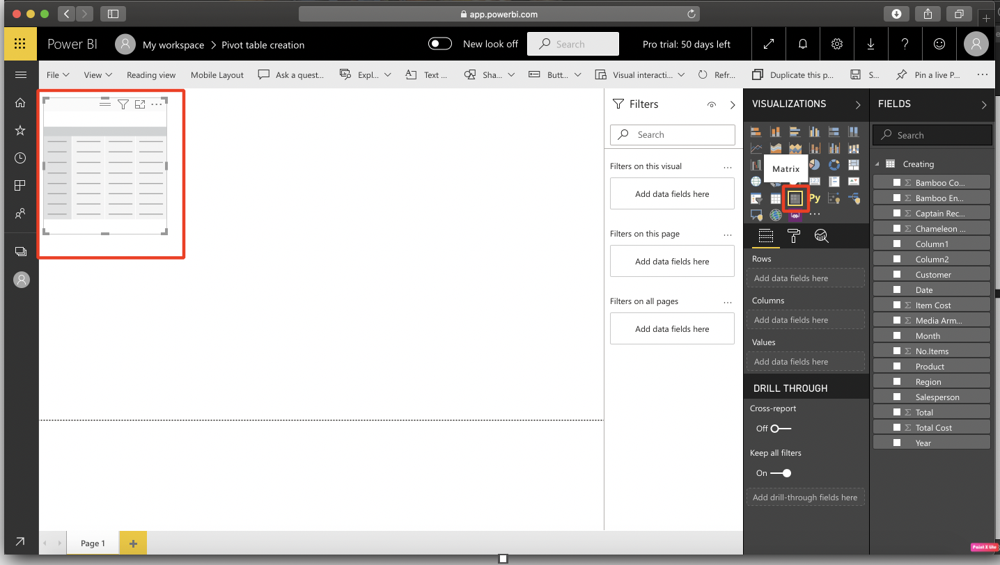 app.powerbi.com
Power BI
My workspace > Pivot table creation
New look off
Search
Pro trial: 50 days left
File
View
Reading view
Mobile Layout
Ask a quest...
Expl...
Text ...
Sha...
Butt...
Visual interacti...
Refr...
Duplicate this p...
S...
Pin a live P...
...
Filters
Search
Filters on this visual
Add data fields here
Filters on this page
Add data fields here
Filters on all pages
Add data fields here
VISUALIZATIONS
Matrix
123
Py
...
Rows
Add data fields here
Columns
Add data fields here
Values
Add data fields here
DRILL THROUGH
Cross-report
Off
Keep all filters
On
Add drill-through fields here
FIELDS
Search
Creating
Σ Bamboo Co...
Σ Bamboo En...
Σ Captain Rec...
Σ Chameleon ...
Column1
Column2
Customer
Date
Σ Item Cost
Σ Media Arm...
Month
Σ No.Items
Product
Region
Salesperson
Σ Total
Σ Total Cost
Year
Page 1
+
Paint X lite